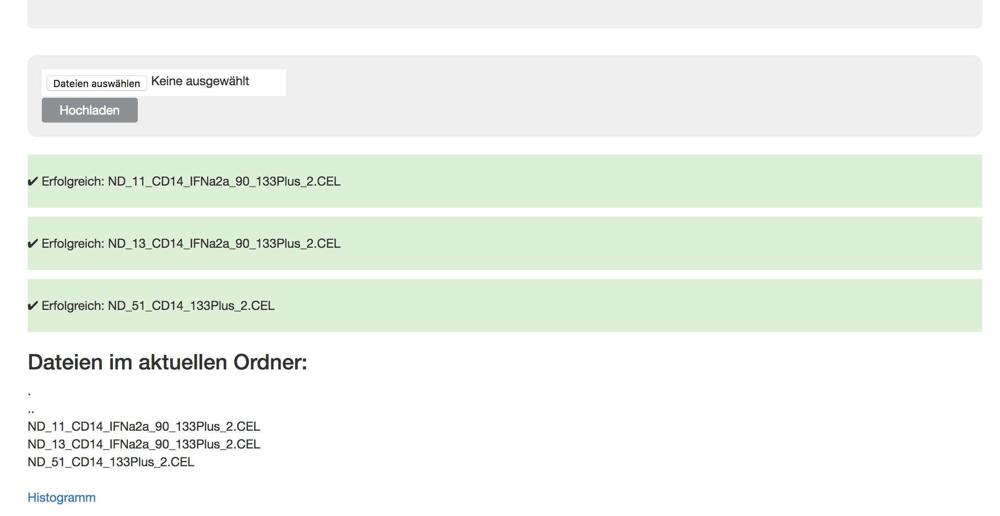 Dateien auswählen Keine ausgewählt
Hochladen
✔ Erfolgreich: ND_11_CD14_IFNa2a_90_133Plus_2.CEL
✔ Erfolgreich: ND_13_CD14_IFNa2a_90_133Plus_2.CEL
✔ Erfolgreich: ND_51_CD14_133Plus_2.CEL
Dateien im aktuellen Ordner:
.
..
ND_11_CD14_IFNa2a_90_133Plus_2.CEL
ND_13_CD14_IFNa2a_90_133Plus_2.CEL
ND_51_CD14_133Plus_2.CEL
Histogramm